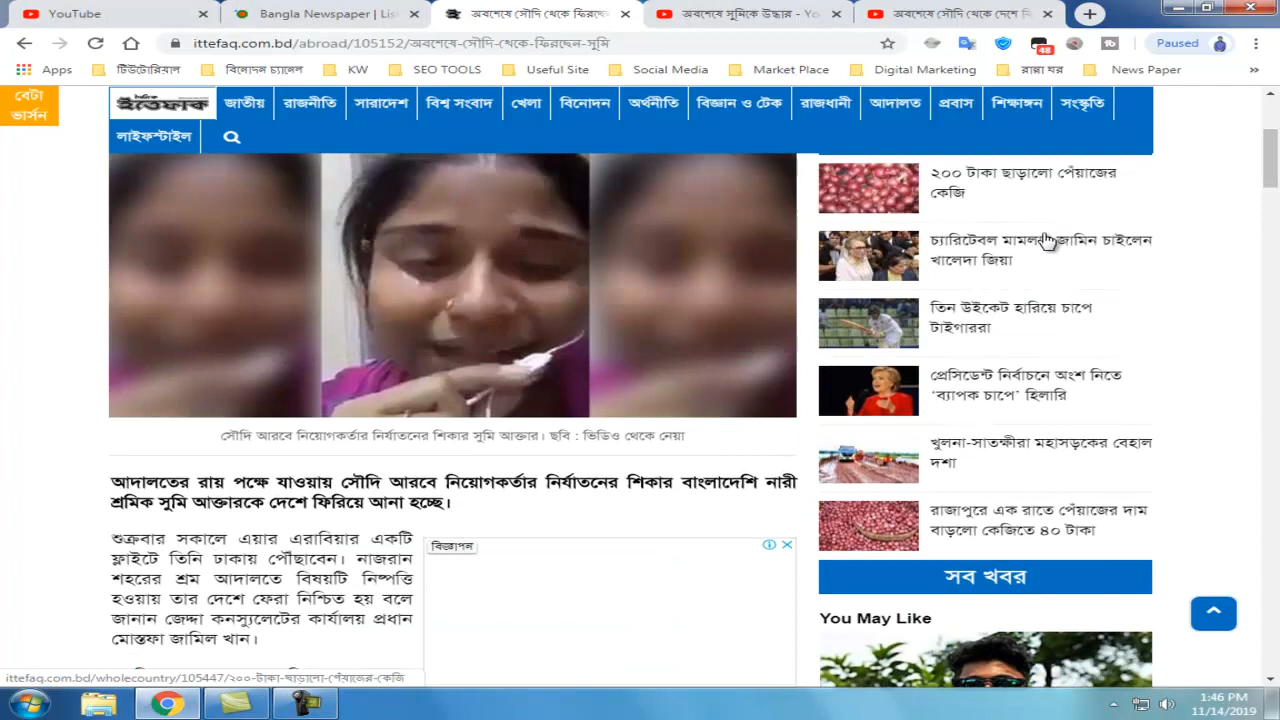 YouTube
Bangla Newspaper | Lis
অবশেষে সৌদি থেকে ফিরছেন
অবশেষে সুমিকে উদ্ধার - Yo
অবশেষে সৌদি থেকে দেশে ফি
ittefaq.com.bd/abroad/105152/অবশেষে-সৌদি-থেকে-ফিরছেন-সুমি
48
Paused
Apps
টিউটোরিয়াল
বিনোদন চ্যানেল
KW
SEO TOOLS
Useful Site
Social Media
Market Place
Digital Marketing
রান্না ঘর
News Paper
»
বেটা
ভার্সন
দৈনিক
ইত্তেফাক
জাতীয়
রাজনীতি
সারাদেশ
বিশ্ব সংবাদ
খেলা
বিনোদন
অর্থনীতি
বিজ্ঞান ও টেক
রাজধানী
আদালত
প্রবাস
শিক্ষাঙ্গন
সংস্কৃতি
লাইফস্টাইল
২০০ টাকা ছাড়ালো পেঁয়াজের
কেজি
চ্যারিটেবল জামিন চাইলেন
খালেদা জিয়া
তিন উইকেট হারিয়ে চাপে
টাইগাররা
প্রেসিডেন্ট নির্বাচনে অংশ নিতে
‘ব্যাপক চাপে’ হিলারি
খুলনা-সাতক্ষীরা মহাসড়কের বেহাল
দশা
রাজাপুরে এক রাতে পেঁয়াজের দাম
বাড়লো কেজিতে ৪০ টাকা
সব খবর
You May Like
সৌদি আরবে নিয়োগকর্তার নির্যাতনের শিকার সুমি আক্তার। ছবি : ভিডিও থেকে নেয়া
আদালতের রায় পক্ষে যাওয়ায় সৌদি আরবে নিয়োগকর্তার নির্যাতনের শিকার বাংলাদেশি নারী
শ্রমিক সুমি আক্তারকে দেশে ফিরিয়ে আনা হচ্ছে।
শুক্রবার সকালে এয়ার এরাবিয়ার একটি
ফ্লাইটে তিনি ঢাকায় পৌঁছাবেন। নাজরান
শহরের শ্রম আদালতে বিষয়টি নিষ্পত্তি
হওয়ায় তার দেশে ফেরা নিশ্চিত হয় বলে
জানান জেদ্দা কনস্যুলেটের কার্যালয় প্রধান
মোস্তফা জামিল খান।
বিজ্ঞাপন
ittefaq.com.bd/wholecountry/105447/২০০-টাকা-ছাড়ালো-পেঁয়াজের-কেজি
1:46 PM
11/14/2019